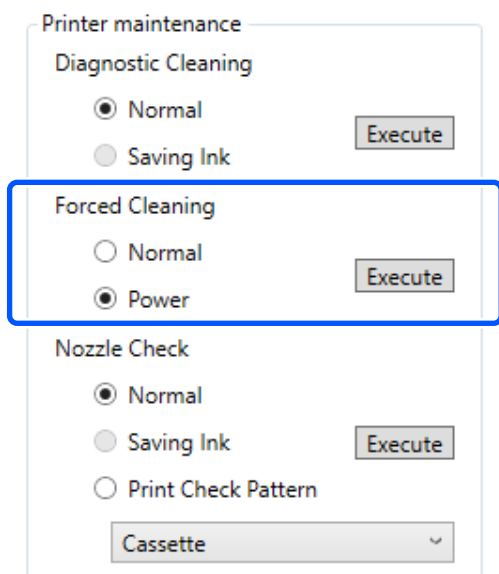 Printer maintenance
Diagnostic Cleaning
Normal
Execute
Saving Ink
Forced Cleaning
Normal
Execute
Power
Nozzle Check
Normal
Saving Ink
Execute
Print Check Pattern
Cassette